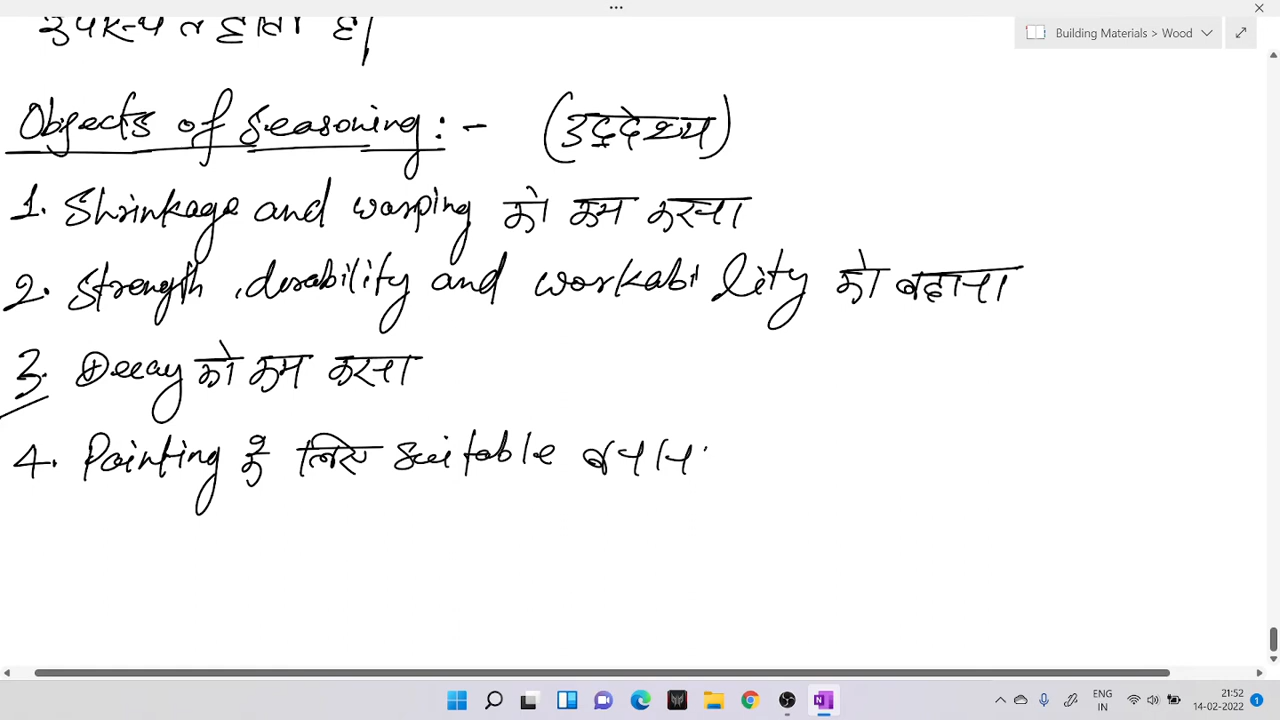 Building Materials > Wood
Objects of Seasoning : - (उद्देश्य)
1. Shrinkage and warping को कम करना
2. Strength, durability and workability को बढ़ाना
3. Decay को कम करना
4. Painting के लिए suitable बनान
ENG
IN
21:52
14-02-2022
1